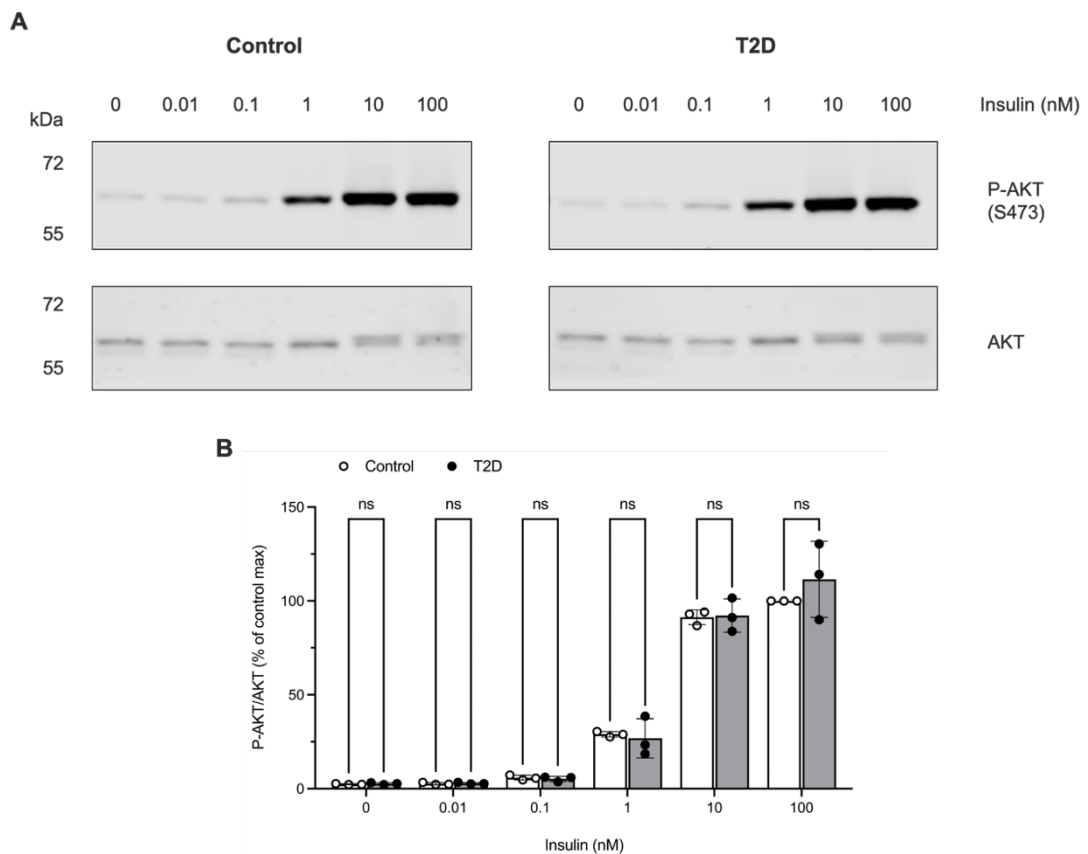 A
Control T2D
0 0.01 0.1 1 10 100 0 0.01 0.1 1 10 100 Insulin (nM)
kDa
72
P-AKT
(S473)
55
72
AKT
55
B
Control T2D
ns ns ns ns ns ns
150
100
50
0
P-AKT/AKT (% of control max)
0 0.01 0.1 1 10 100
Insulin (nM)